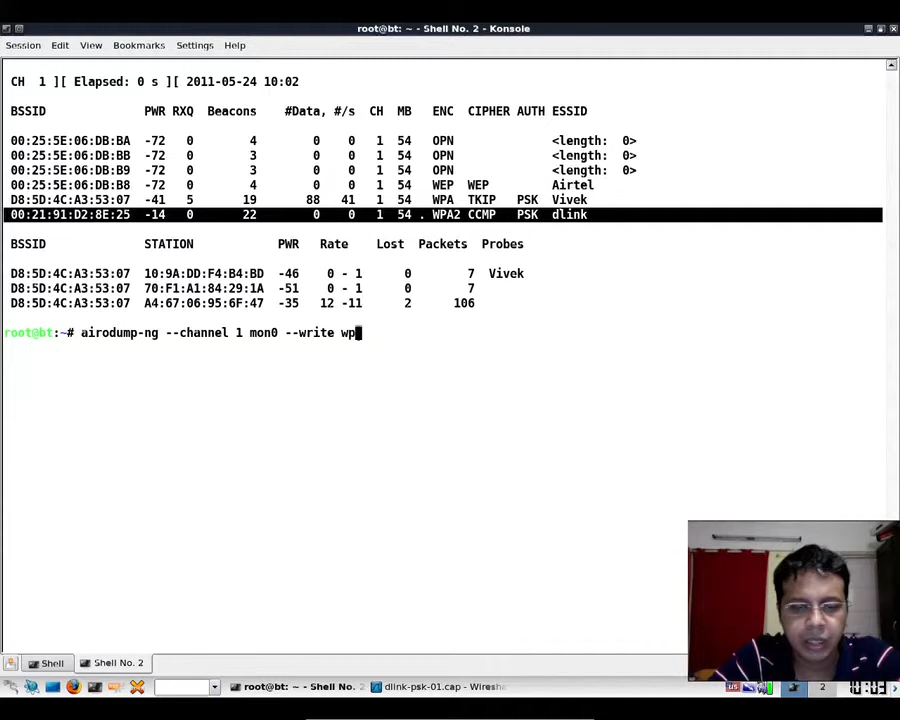 root@bt: ~ - Shell No. 2 - Konsole
Session Edit View Bookmarks Settings Help
CH 1 ][ Elapsed: 0 s ][ 2011-05-24 10:02
BSSID PWR RXQ Beacons #Data, #/s CH MB ENC CIPHER AUTH ESSID
00:25:5E:06:DB:BA -72 0 4 0 0 1 54 OPN <length: 0>
00:25:5E:06:DB:BB -72 0 3 0 0 1 54 OPN <length: 0>
00:25:5E:06:DB:B9 -72 0 3 0 0 1 54 OPN <length: 0>
00:25:5E:06:DB:B8 -72 0 4 0 0 1 54 WEP WEP Airtel
D8:5D:4C:A3:53:07 -41 5 19 88 41 1 54 WPA TKIP PSK Vivek
00:21:91:D2:8E:25 -14 0 22 0 0 1 54 . WPA2 CCMP PSK dlink
BSSID STATION PWR Rate Lost Packets Probes
D8:5D:4C:A3:53:07 10:9A:DD:F4:B4:BD -46 0 - 1 0 7 Vivek
D8:5D:4C:A3:53:07 70:F1:A1:84:29:1A -51 0 - 1 0 7
D8:5D:4C:A3:53:07 A4:67:06:95:6F:47 -35 12 -11 2 106
root@bt:~# airodump-ng --channel 1 mon0 --write wp
Shell Shell No. 2
root@bt: ~ - Shell No. 2 - dlink-psk-01.cap - Wiresha
us 2 10:03